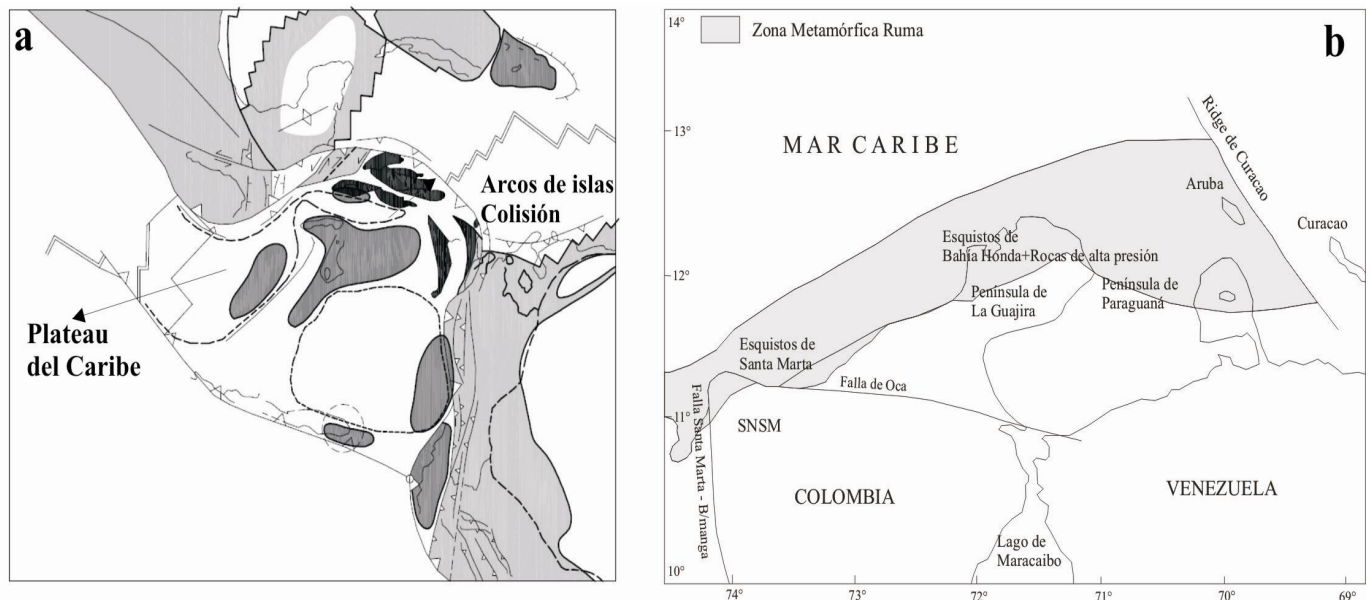 a
Arcos de islas
Colisión
Plateau
del Caribe
b
Zona Metamórfica Ruma
14°
13°
12°
11°
10°
MAR CARIBE
Ridge de Curacao
Aruba
Curacao
Esquistos de
Bahía Honda+Rocas de alta presión
Península de
La Guajira
Península de
Paraguaná
Esquistos de
Santa Marta
Falla de Oca
Falla Santa Marta - B/manga
SNSM
COLOMBIA
VENEZUELA
Lago de
Maracaibo
74°
73°
72°
71°
70°
69°